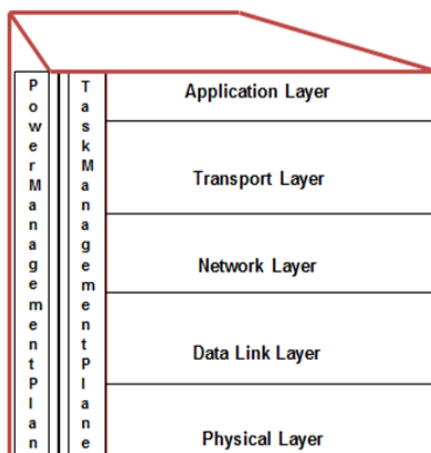 PowerManagementPlan
TaskManagementPlane
Application Layer
Transport Layer
Network Layer
Data Link Layer
Physical Layer